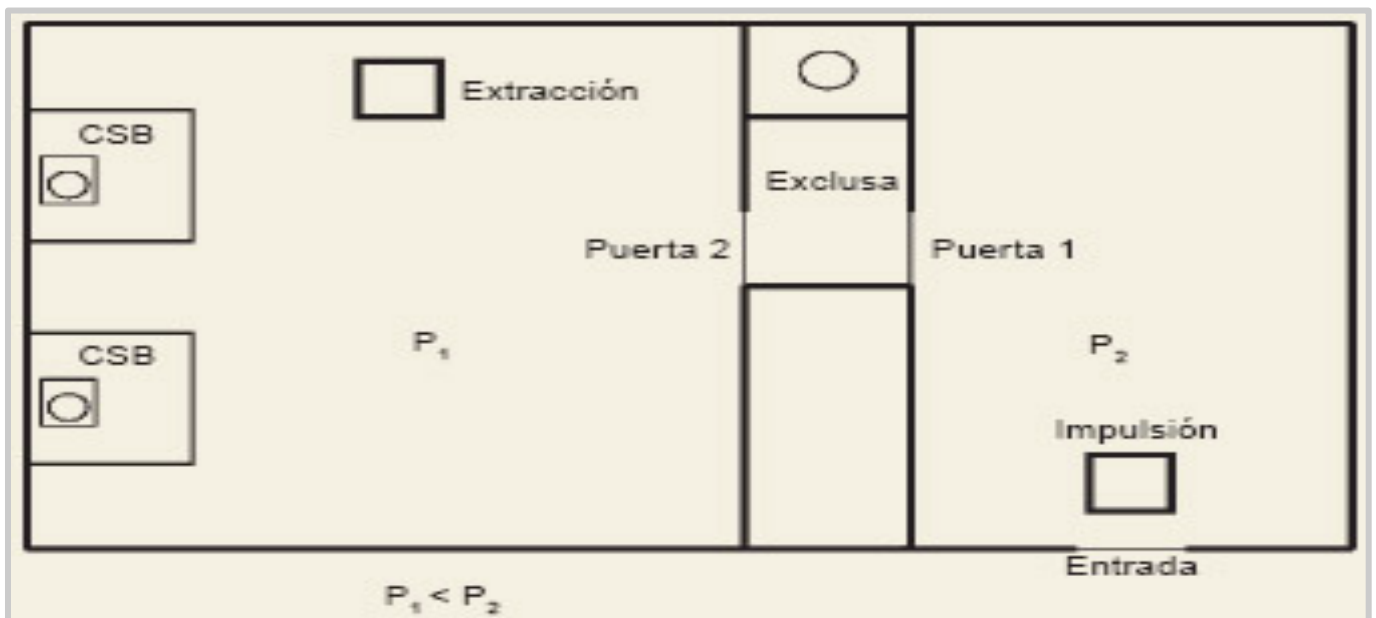 Extracción
CSB
Exclusa
Puerta 2
Puerta 1
CSB
P₁
P₂
Impulsión
Entrada
P₁ < P₂